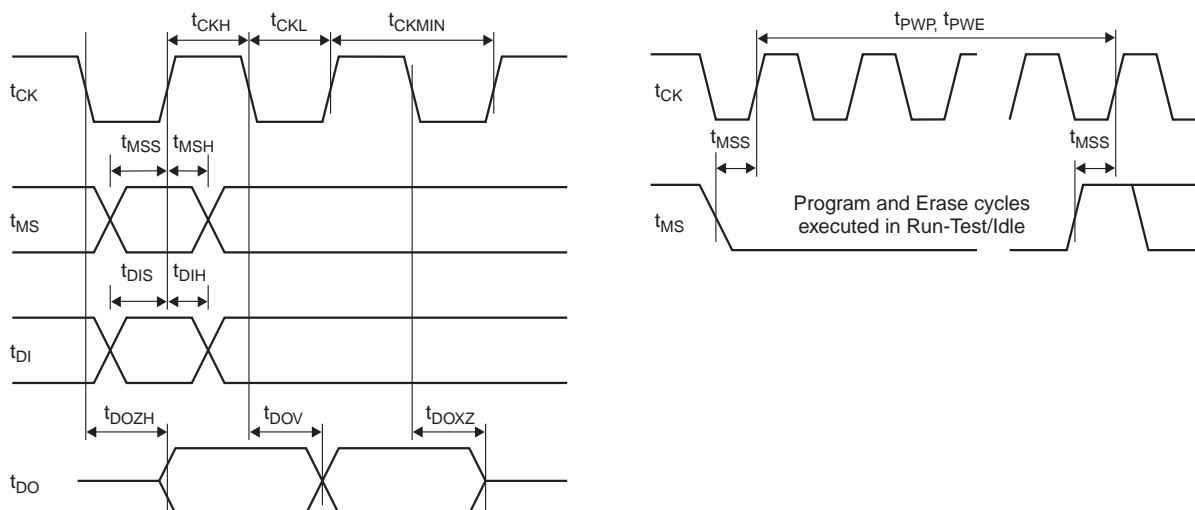 tCKH tCKL tCKMIN
tCK
tMSS tMSH
tMS
tDIS tDIH
tDI
tDOZH tDOV tDOXZ
tDO
tPWP, tPWE
tCK
tMSS tMSS
tMS
Program and Erase cycles
executed in Run-Test/Idle